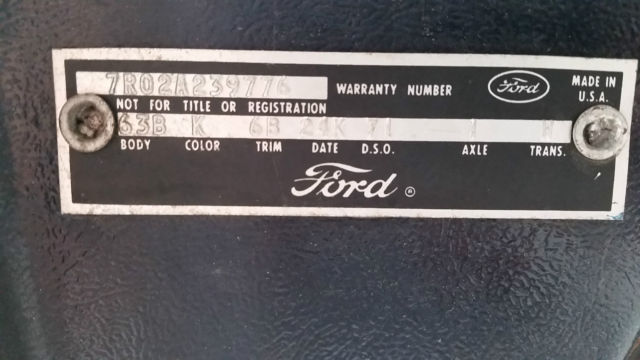 7R02A239776 WARRANTY NUMBER Ford MADE IN
U.S.A.
NOT FOR TITLE OR REGISTRATION
63B K 6B 24K 71 1 W
BODY COLOR TRIM DATE D.S.O. AXLE TRANS.
Ford ®